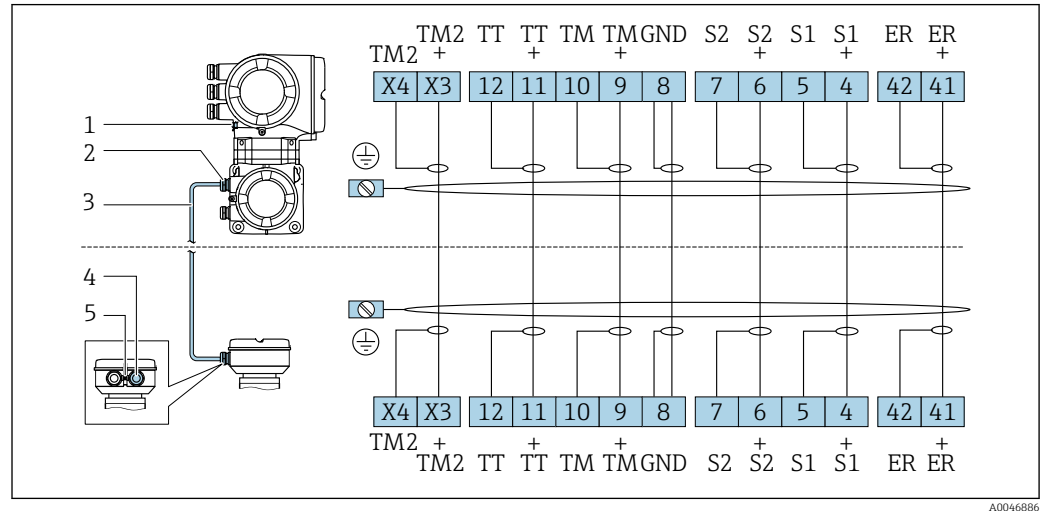 TM2 TT TT TM TM GND S2 S2 S1 S1 ER ER
TM2 + + + + + +
X4 X3 12 11 10 9 8 7 6 5 4 42 41
1
2
3
4
5
X4 X3 12 11 10 9 8 7 6 5 4 42 41
TM2 + + + + + +
TM2 TT TT TM TM GND S2 S2 S1 S1 ER ER
A0046886